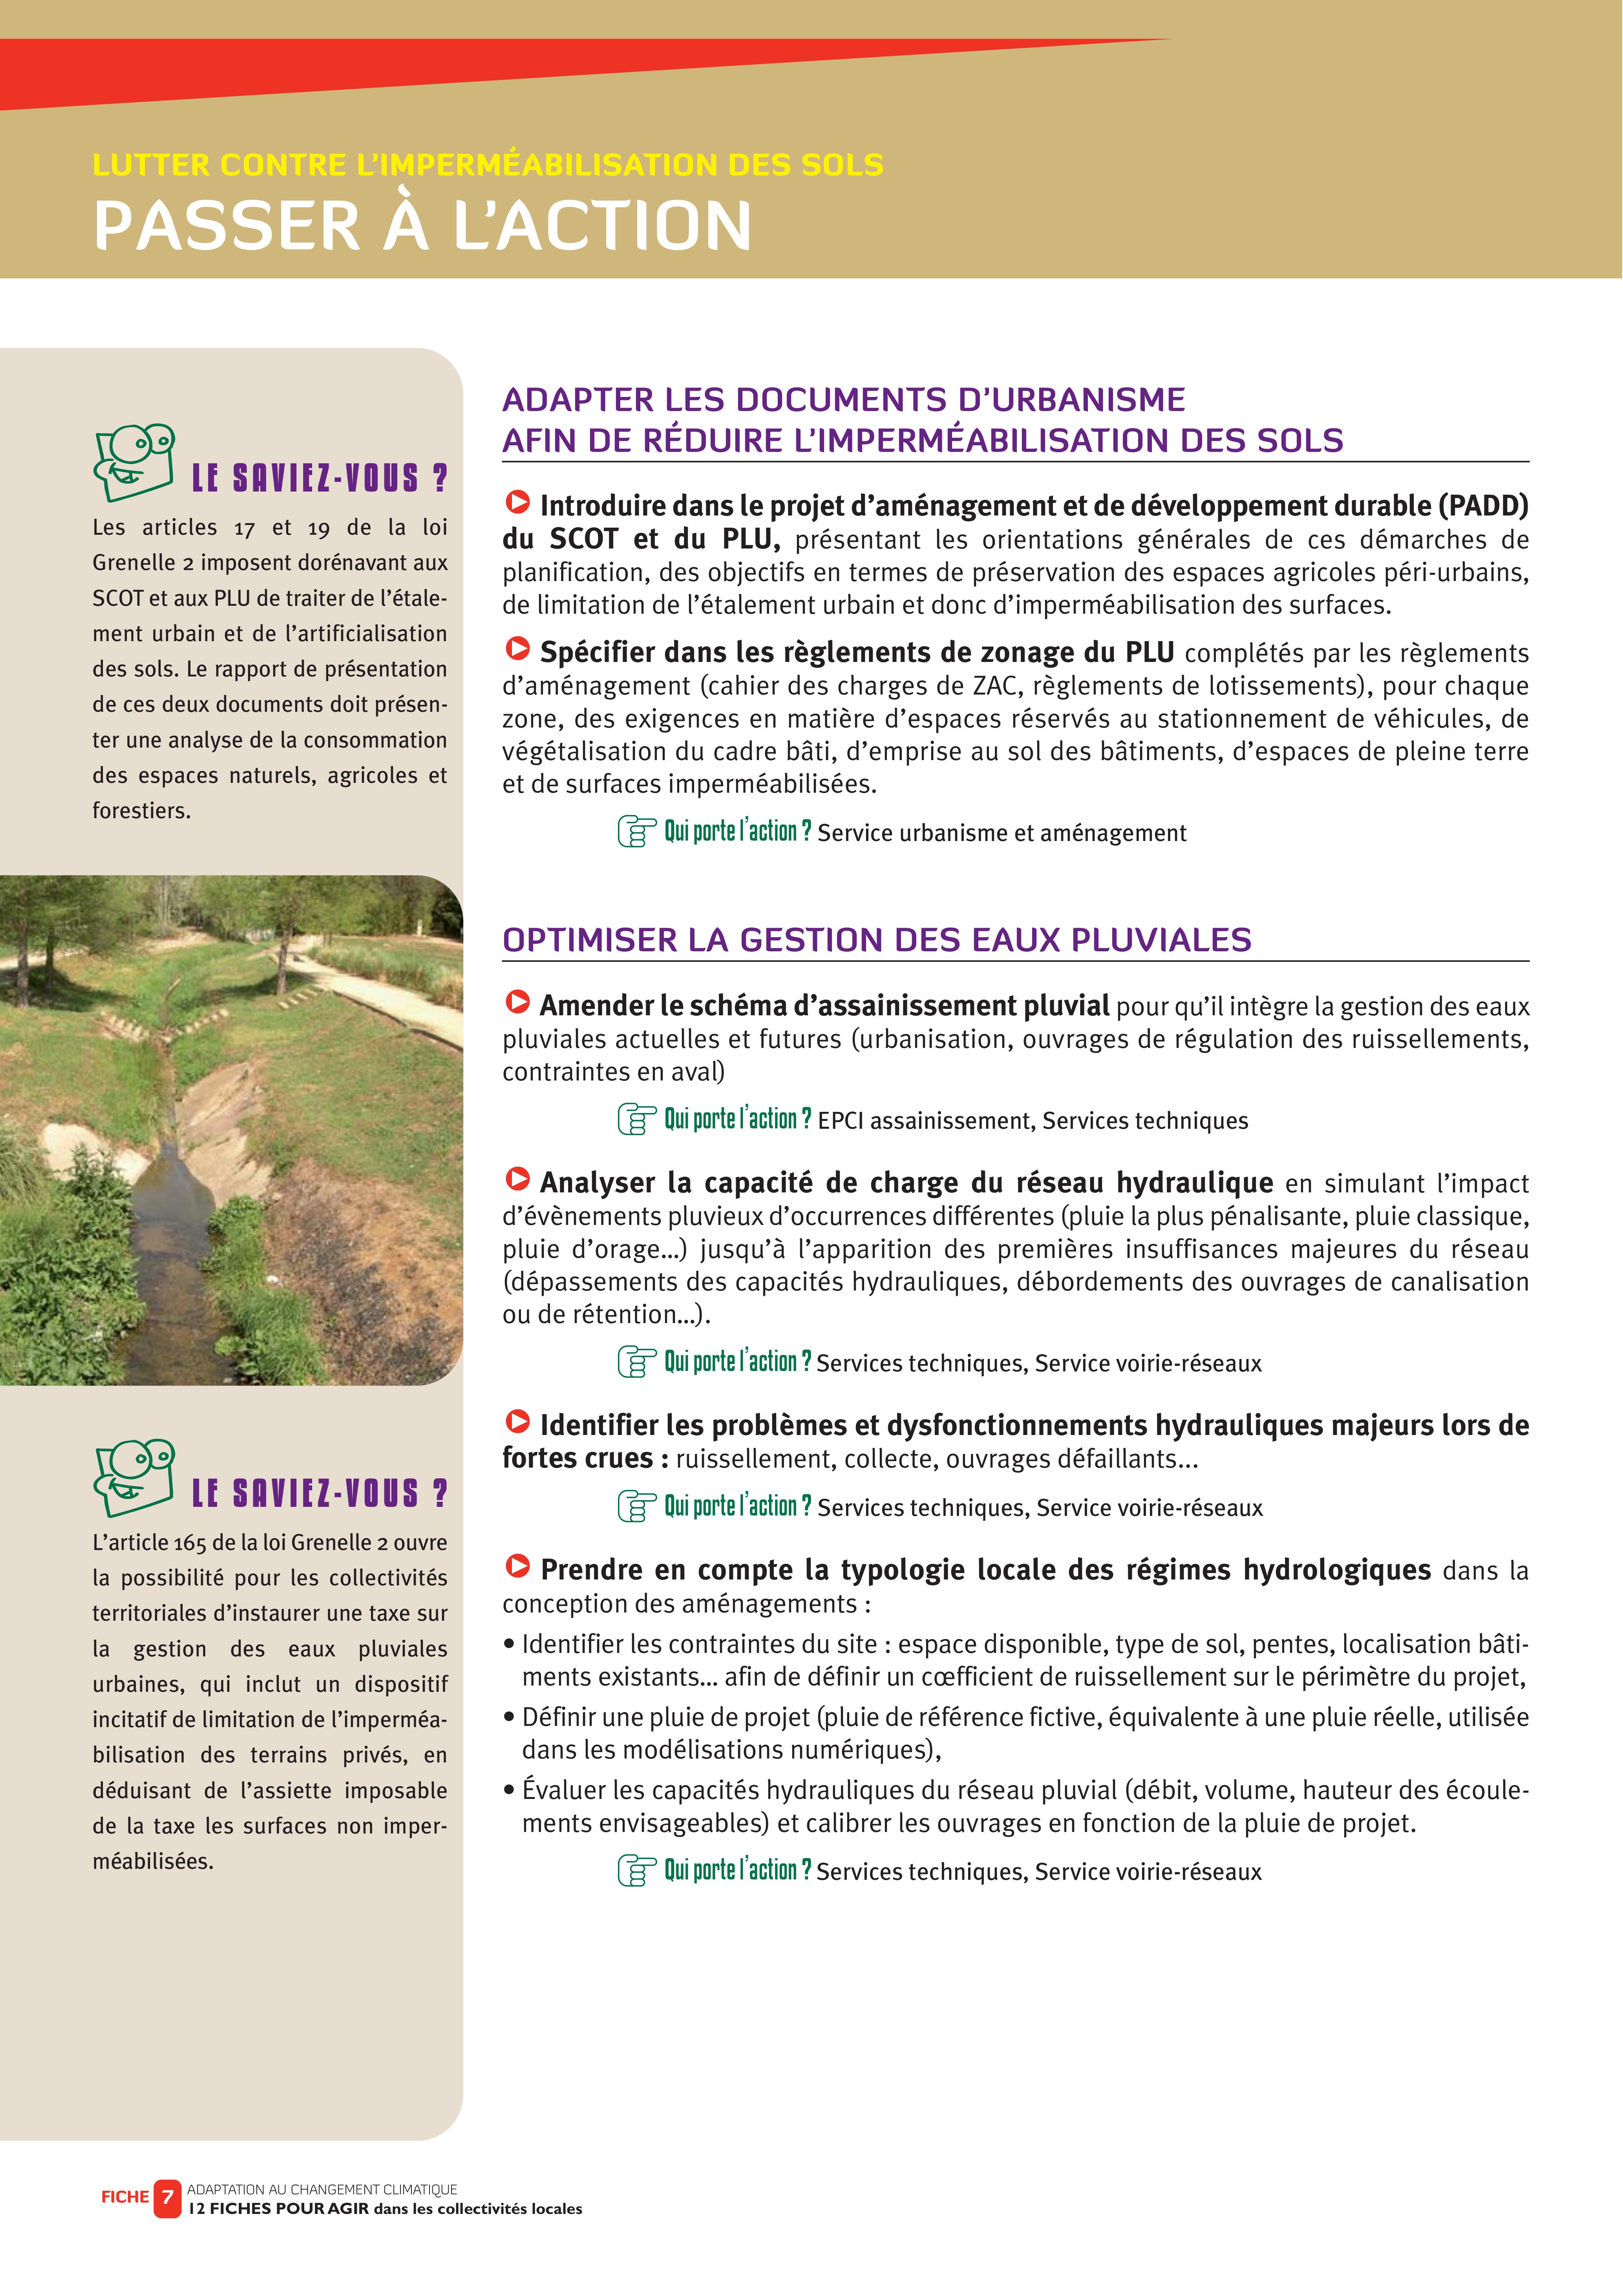 LUTTER CONTRE L'IMPERMÉABILISATION DES SOLS
PASSER À L'ACTION
LE SAVIEZ-VOUS ?
Les articles 17 et 19 de la loi
Grenelle 2 imposent dorénavant aux
SCOT et aux PLU de traiter de l'étale-
ment urbain et de l'artificialisation
des sols. Le rapport de présentation
de ces deux documents doit présen-
ter une analyse de la consommation
des espaces naturels, agricoles et
forestiers.
LE SAVIEZ-VOUS ?
L'article 165 de la loi Grenelle 2 ouvre
la possibilité pour les collectivités
territoriales d'instaurer une taxe sur
la gestion des eaux pluviales
urbaines, qui inclut un dispositif
incitatif de limitation de l'imperméa-
bilisation des terrains privés, en
déduisant de l'assiette imposable
de la taxe les surfaces non imper-
méabilisées.
ADAPTER LES DOCUMENTS D'URBANISME
AFIN DE RÉDUIRE L'IMPERMÉABILISATION DES SOLS
Introduire dans le projet d'aménagement et de développement durable (PADD)
du SCOT et du PLU, présentant les orientations générales de ces démarches de
planification, des objectifs en termes de préservation des espaces agricoles péri-urbains,
de limitation de l'étalement urbain et donc d'imperméabilisation des surfaces.
Spécifier dans les règlements de zonage du PLU complétés par les règlements
d'aménagement (cahier des charges de ZAC, règlements de lotissements), pour chaque
zone, des exigences en matière d'espaces réservés au stationnement de véhicules, de
végétalisation du cadre bâti, d'emprise au sol des bâtiments, d'espaces de pleine terre
et de surfaces imperméabilisées.
Qui porte l'action ? Service urbanisme et aménagement
OPTIMISER LA GESTION DES EAUX PLUVIALES
Amender le schéma d'assainissement pluvial pour qu'il intègre la gestion des eaux
pluviales actuelles et futures (urbanisation, ouvrages de régulation des ruissellements,
contraintes en aval)
Qui porte l'action ? EPCI assainissement, Services techniques
Analyser la capacité de charge du réseau hydraulique en simulant l'impact
d'évènements pluvieux d'occurrences différentes (pluie la plus pénalisante, pluie classique,
pluie d'orage...) jusqu'à l'apparition des premières insuffisances majeures du réseau
(dépassements des capacités hydrauliques, débordements des ouvrages de canalisation
ou de rétention...).
Qui porte l'action ? Services techniques, Service voirie-réseaux
Identifier les problèmes et dysfonctionnements hydrauliques majeurs lors de
fortes crues : ruissellement, collecte, ouvrages défaillants...
Qui porte l'action ? Services techniques, Service voirie-réseaux
Prendre en compte la typologie locale des régimes hydrologiques dans la
conception des aménagements :
• Identifier les contraintes du site : espace disponible, type de sol, pentes, localisation bâti-
ments existants... afin de définir un cœfficient de ruissellement sur le périmètre du projet,
• Définir une pluie de projet (pluie de référence fictive, équivalente à une pluie réelle, utilisée
dans les modélisations numériques),
• Évaluer les capacités hydrauliques du réseau pluvial (débit, volume, hauteur des écoule-
ments envisageables) et calibrer les ouvrages en fonction de la pluie de projet.
Qui porte l'action ? Services techniques, Service voirie-réseaux
FICHE 7 ADAPTATION AU CHANGEMENT CLIMATIQUE
12 FICHES POUR AGIR dans les collectivités locales